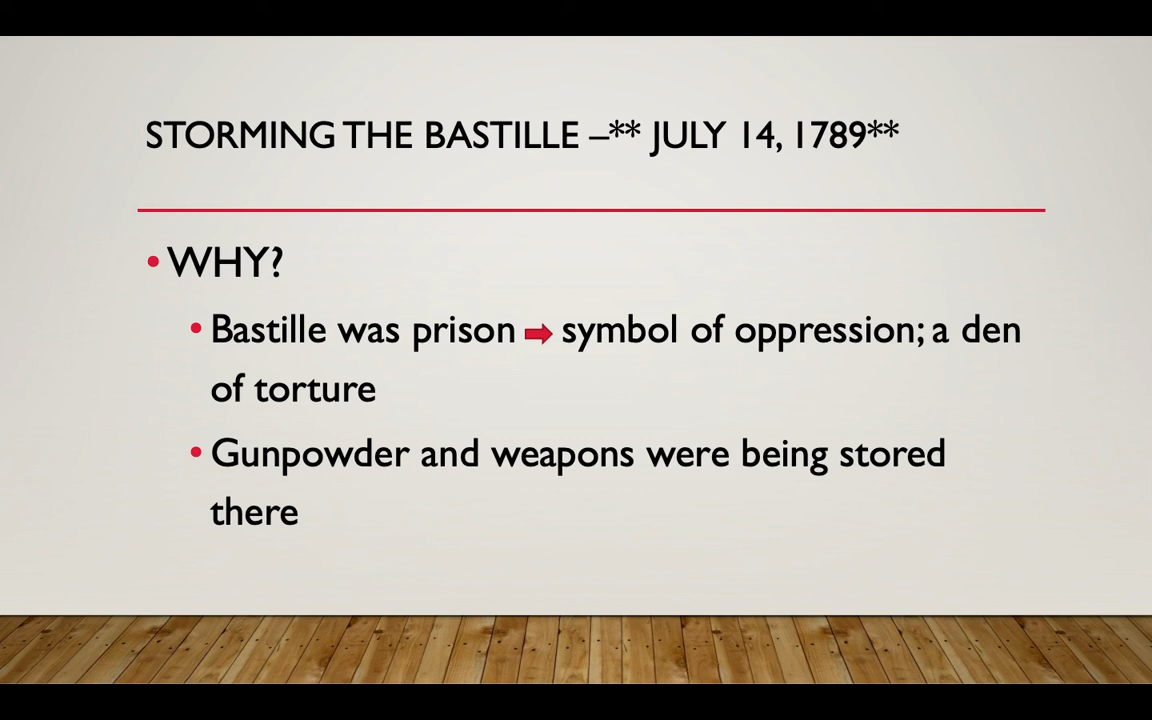 STORMING THE BASTILLE –** JULY 14, 1789**
• WHY?
• Bastille was prison ➡ symbol of oppression; a den
of torture
• Gunpowder and weapons were being stored
there